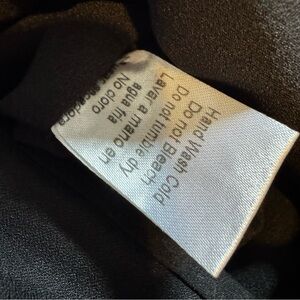 Hand Wash Cold
Do not Bleach
Do not tumble dry
Lavar a mano en
agua fria
No cloro